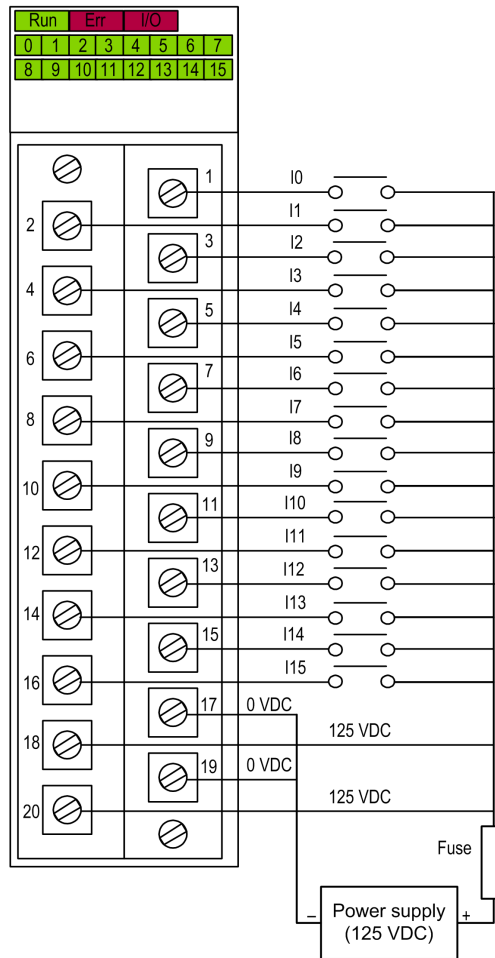 Run Err I/O
0 1 2 3 4 5 6 7
8 9 10 11 12 13 14 15
1 I0
2 I1
3 I2
4 I3
5 I4
6 I5
7 I6
8 I7
9 I8
10 I9
11 I10
12 I11
13 I12
14 I13
15 I14
16 I15
17 0 VDC
18 125 VDC
19 0 VDC
20 125 VDC
Fuse
– Power supply +
(125 VDC)